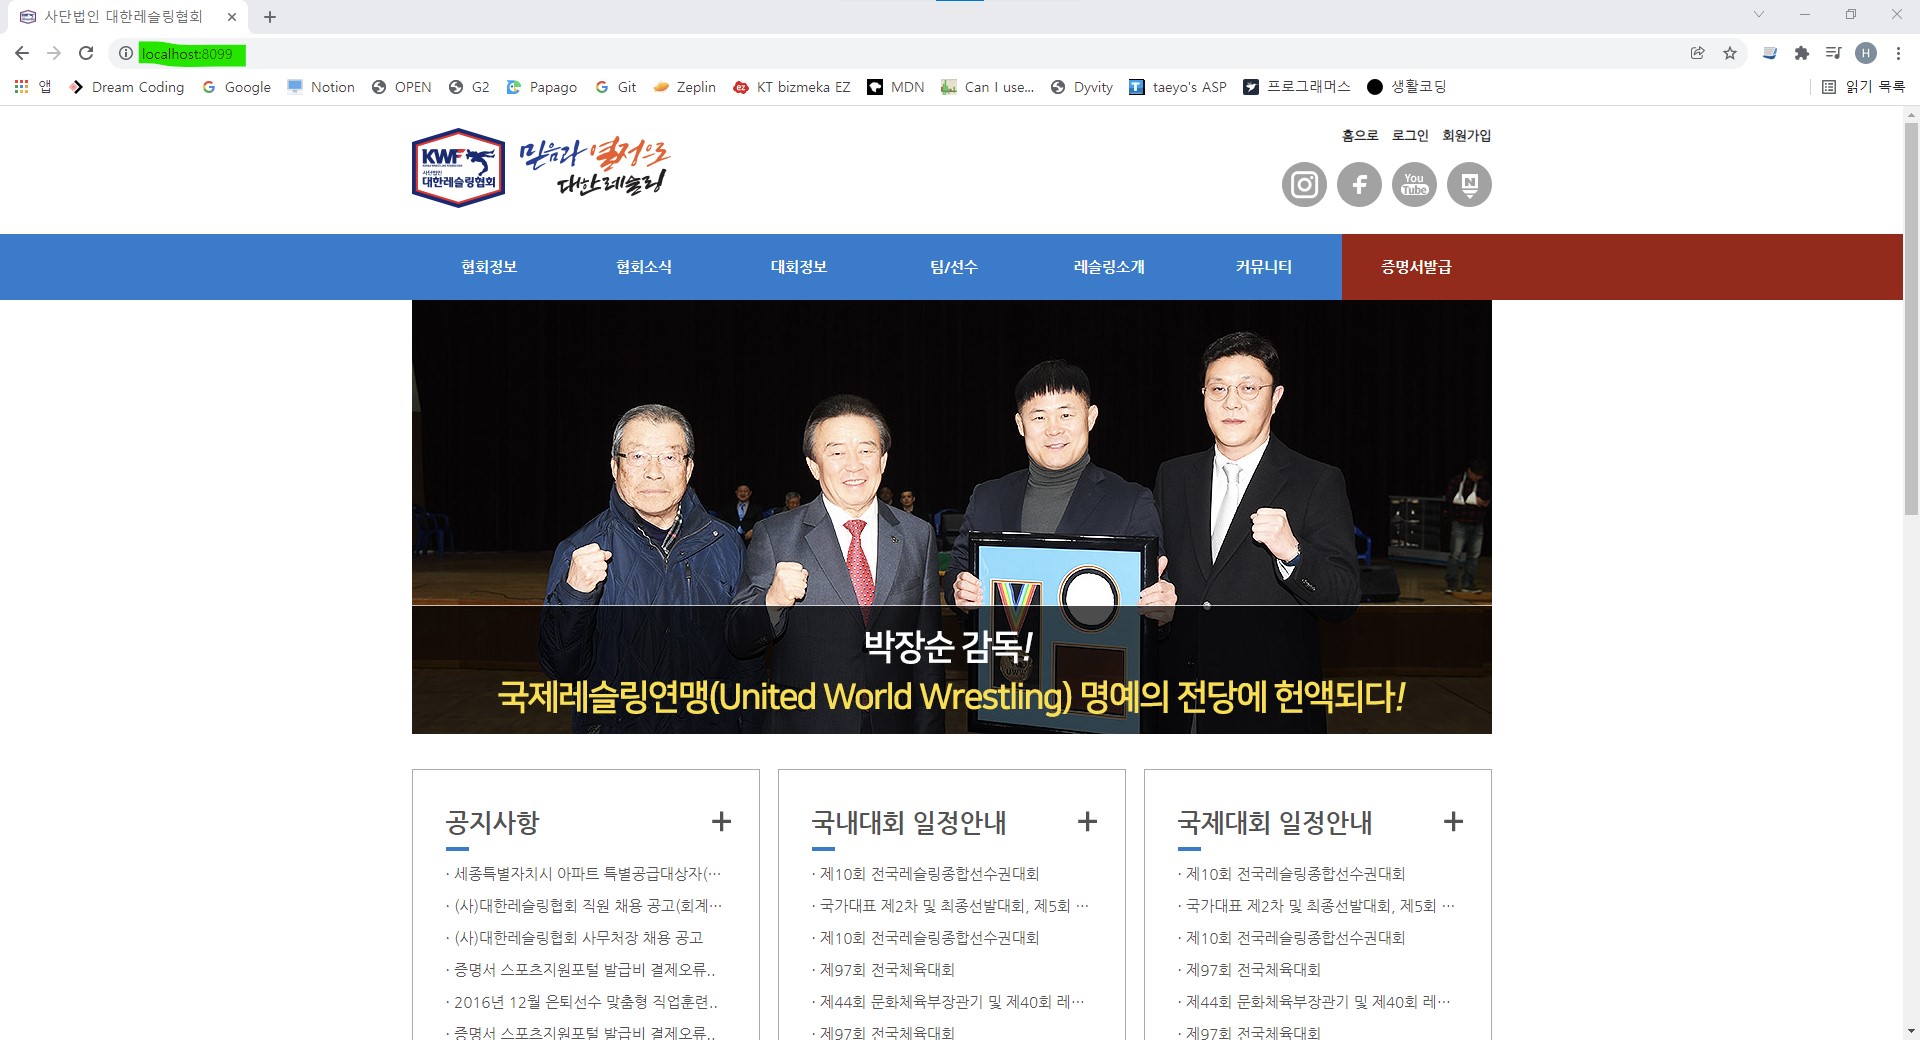 사단법인 대한레슬링협회
localhost:8099
앱 Dream Coding Google Notion OPEN G2 Papago Git Zeplin KT bizmeka EZ MDN Can I use... Dyvity taeyo's ASP 프로그래머스 생활코딩 읽기 목록
H
홈으로 로그인 회원가입
KWF
사단법인
대한레슬링협회
믿음과 열정으로
대한레슬링
You
Tube
N
협회정보 협회소식 대회정보 팀/선수 레슬링소개 커뮤니티 증명서발급
박장순 감독!
국제레슬링연맹(United World Wrestling) 명예의 전당에 헌액되다!
공지사항 +
· 세종특별자치시 아파트 특별공급대상자(…
· (사)대한레슬링협회 직원 채용 공고(회계…
· (사)대한레슬링협회 사무처장 채용 공고
· 증명서 스포츠지원포털 발급비 결제오류..
· 2016년 12월 은퇴선수 맞춤형 직업훈련..
· 증명서 스포츠지원포털 발급비 결제오류..
국내대회 일정안내 +
· 제10회 전국레슬링종합선수권대회
· 국가대표 제2차 및 최종선발대회, 제5회 …
· 제10회 전국레슬링종합선수권대회
· 제97회 전국체육대회
· 제44회 문화체육부장관기 및 제40회 레…
· 제97회 전국체육대회
국제대회 일정안내 +
· 제10회 전국레슬링종합선수권대회
· 국가대표 제2차 및 최종선발대회, 제5회 …
· 제10회 전국레슬링종합선수권대회
· 제97회 전국체육대회
· 제44회 문화체육부장관기 및 제40회 레…
· 제97회 전국체육대회